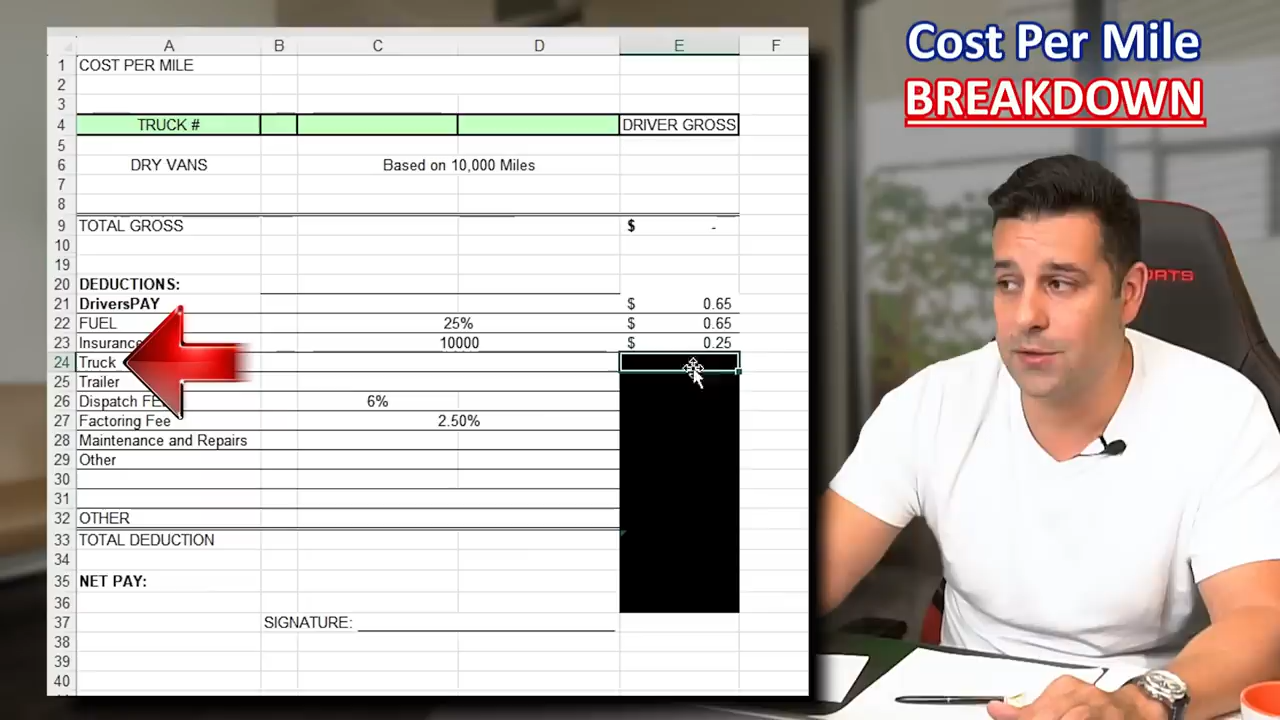 Cost Per Mile
BREAKDOWN
A B C D E F
1 COST PER MILE
2
3
4 TRUCK # DRIVER GROSS
5
6 DRY VANS Based on 10,000 Miles
7
8
9 TOTAL GROSS $ -
10
19
20 DEDUCTIONS:
21 DriversPAY $ 0.65
22 FUEL 25% $ 0.65
23 Insurance 10000 $ 0.25
24 Truck
25 Trailer
26 Dispatch FE 6%
27 Factoring Fee 2.50%
28 Maintenance and Repairs
29 Other
30
31
32 OTHER
33 TOTAL DEDUCTION
34
35 NET PAY:
36
37 SIGNATURE:
38
39
40